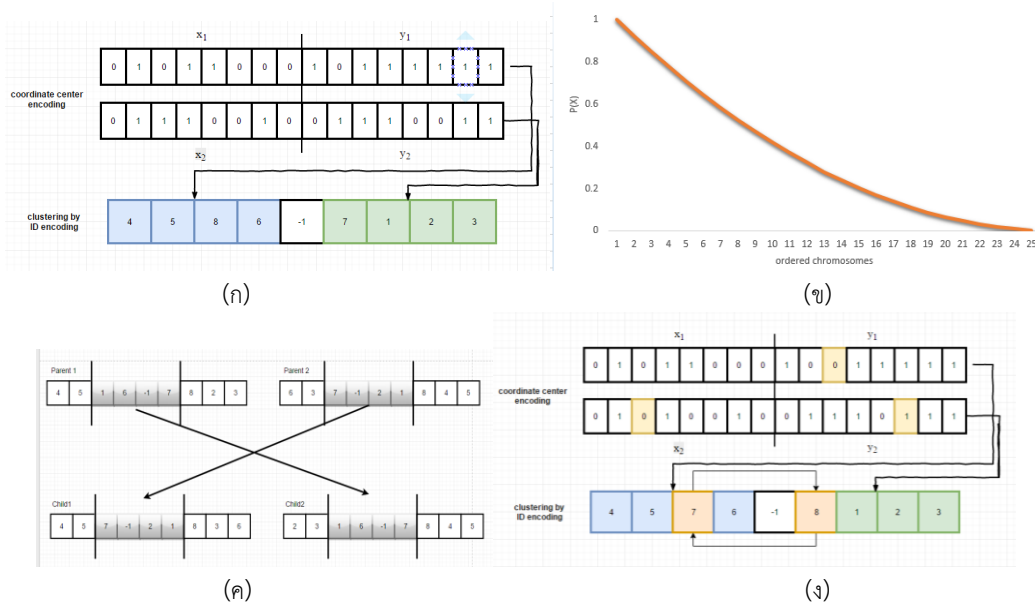 x1 y1
0 1 0 1 1 0 0 0 1 0 1 1 1 1 1 1
coordinate center
encoding
0 1 1 1 0 0 1 0 0 1 1 1 0 0 1 1
x2 y2
clustering by
ID encoding
4 5 8 6 -1 7 1 2 3
(ก)
P(X)
1
0.8
0.6
0.4
0.2
0
1 2 3 4 5 6 7 8 9 10 11 12 13 14 15 16 17 18 19 20 21 22 23 24 25
ordered chromosomes
(ข)
Parent 1
4 5 1 6 -1 7 8 2 3
Parent 2
6 3 7 -1 2 1 8 4 5
Child1
4 5 7 -1 2 1 8 3 6
Child2
2 3 1 6 -1 7 8 4 5
(ค)
x1 y1
0 1 0 1 1 0 0 0 1 0 0 1 1 1 1 1
coordinate center
encoding
0 1 0 1 0 0 1 0 0 1 1 1 0 1 1 1
x2 y2
clustering by
ID encoding
4 5 7 6 -1 8 1 2 3
(ง)